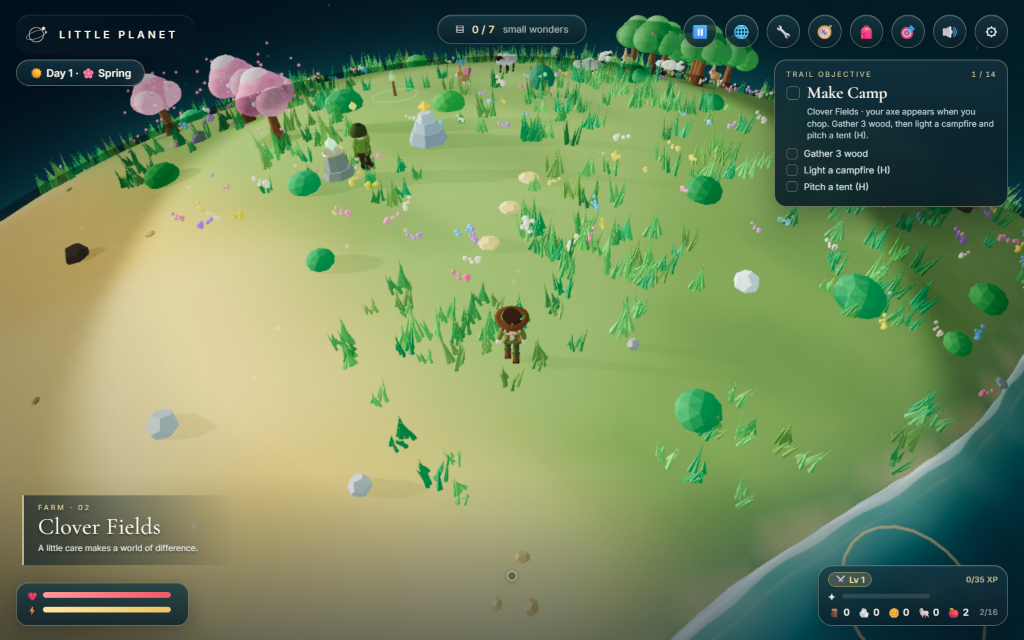 LITTLE PLANET
0 / 7 small wonders
Day 1 · Spring
TRAIL OBJECTIVE 1 / 14
Make Camp
Clover Fields · your axe appears when you
chop. Gather 3 wood, then light a campfire and
pitch a tent (H).
Gather 3 wood
Light a campfire (H)
Pitch a tent (H)
FARM · 02
Clover Fields
A little care makes a world of difference.
Lv 1 0/35 XP
0 0 0 0 2 2/16